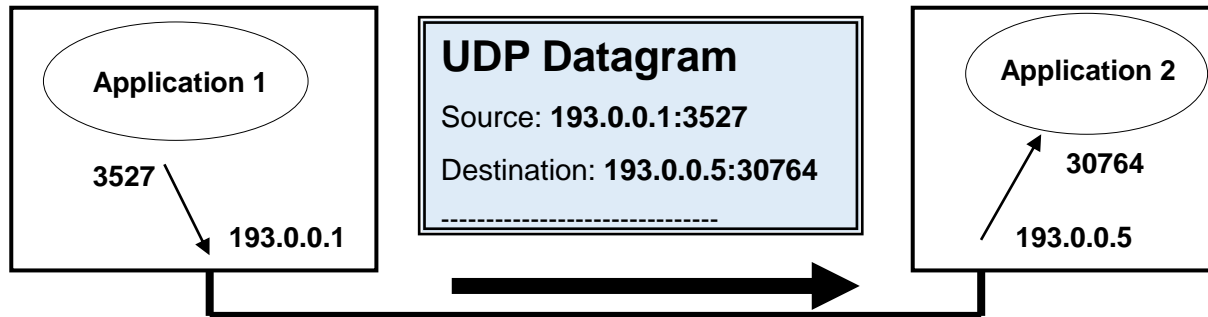 Application 1
3527
193.0.0.1
UDP Datagram
Source: 193.0.0.1:3527
Destination: 193.0.0.5:30764
-------------------------------
Application 2
30764
193.0.0.5